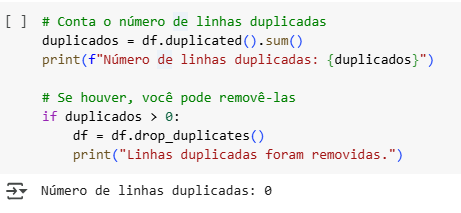 [ ] # Conta o número de linhas duplicadas
duplicados = df.duplicated().sum()
print(f"Número de linhas duplicadas: {duplicados}")
# Se houver, você pode removê-las
if duplicados > 0:
    df = df.drop_duplicates()
    print("Linhas duplicadas foram removidas.")
Número de linhas duplicadas: 0